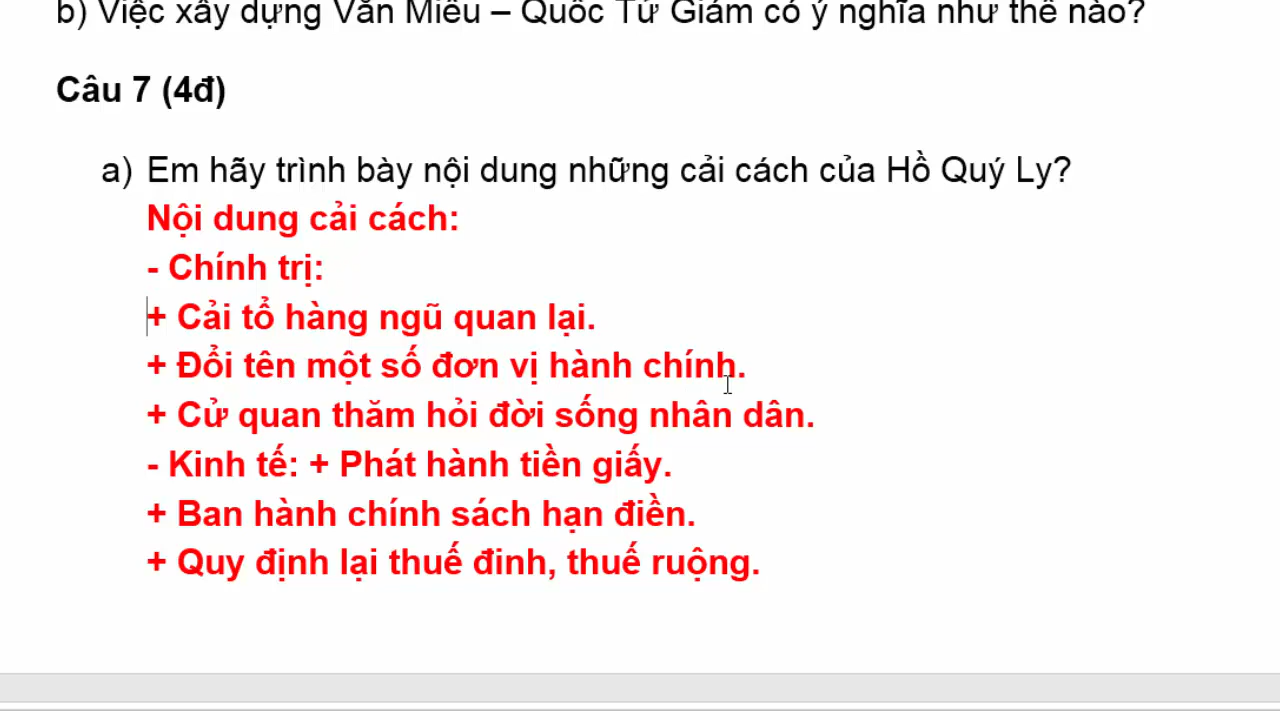 b) Việc xây dựng Văn Miếu – Quốc Tử Giám có ý nghĩa như thế nào?
Câu 7 (4đ)
a) Em hãy trình bày nội dung những cải cách của Hồ Quý Ly?
Nội dung cải cách:
- Chính trị:
+ Cải tổ hàng ngũ quan lại.
+ Đổi tên một số đơn vị hành chính.
+ Cử quan thăm hỏi đời sống nhân dân.
- Kinh tế: + Phát hành tiền giấy.
+ Ban hành chính sách hạn điền.
+ Quy định lại thuế đinh, thuế ruộng.